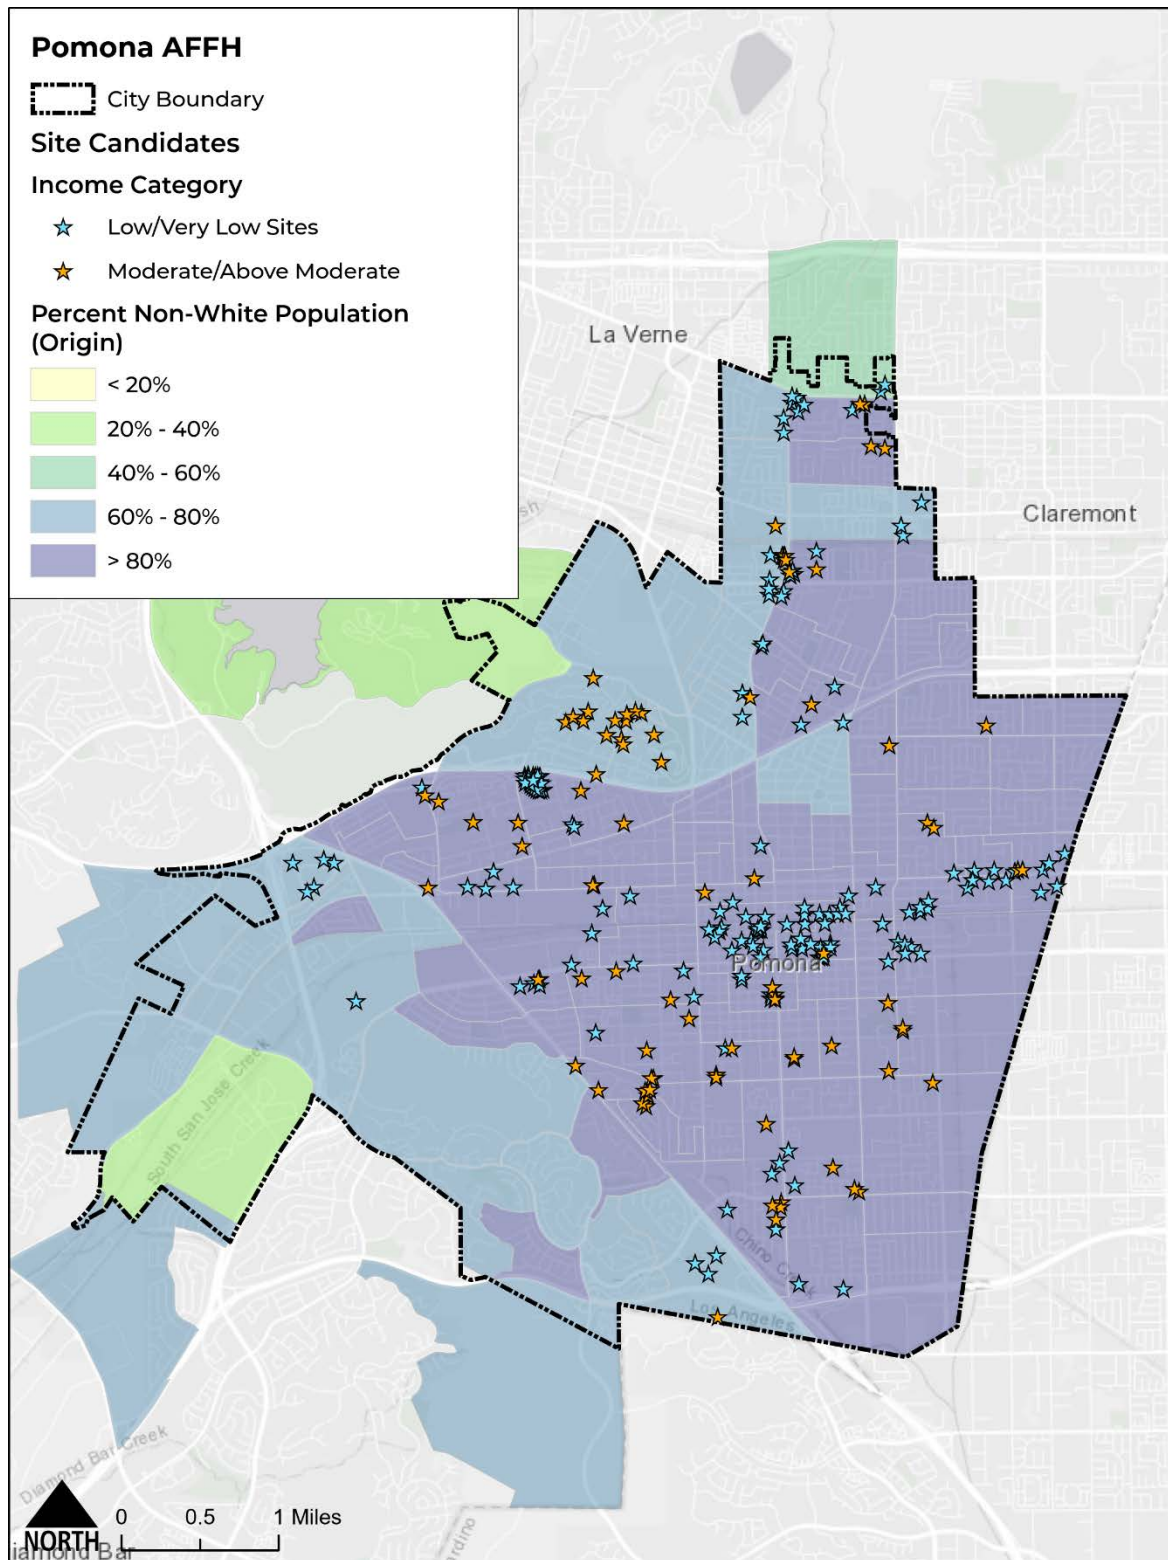 Pomona AFFH
City Boundary
Site Candidates
Income Category
Low/Very Low Sites
Moderate/Above Moderate
Percent Non-White Population
(Origin)
< 20%
20% - 40%
40% - 60%
60% - 80%
> 80%
La Verne
Claremont
Pomona
South San Jose Creek
Chino Creek
Los Angeles
Diamond Bar Creek
0 0.5 1 Miles
NORTH